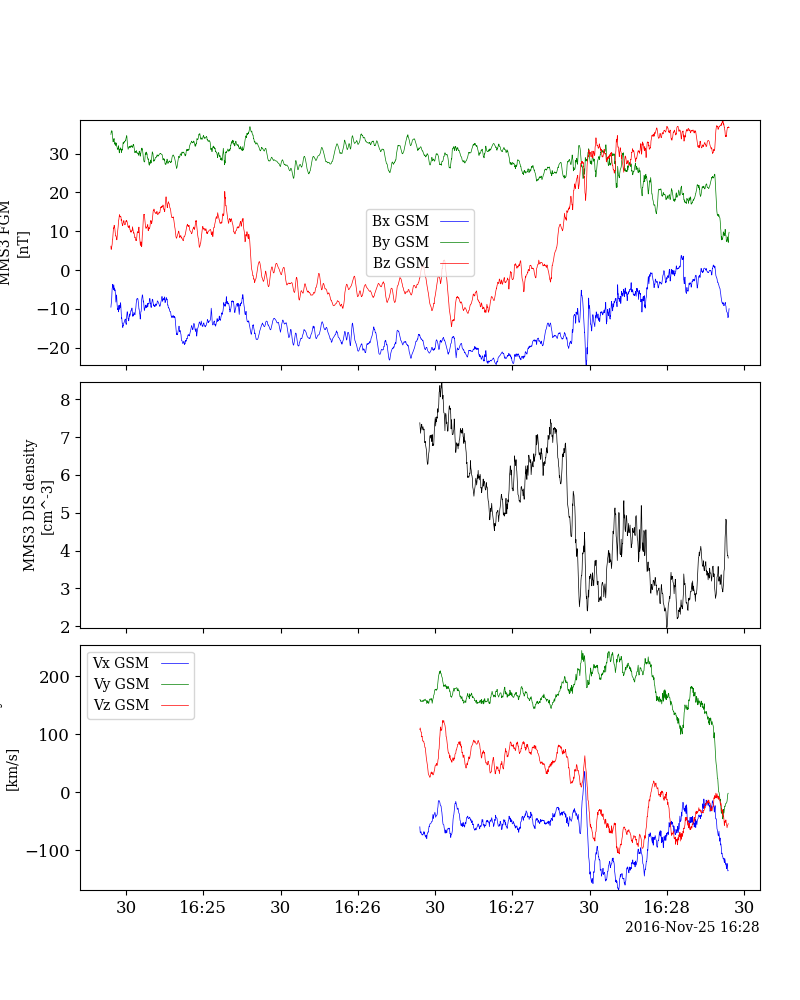 30
20
10
0
−10
−20
MMS3 FGM
[nT]
Bx GSM
By GSM
Bz GSM
8
7
6
5
4
3
2
MMS3 DIS density
[cm^-3]
200
100
0
−100
[km/s]
Vx GSM
Vy GSM
Vz GSM
30 16:25 30 16:26 30 16:27 30 16:28 30
2016-Nov-25 16:28